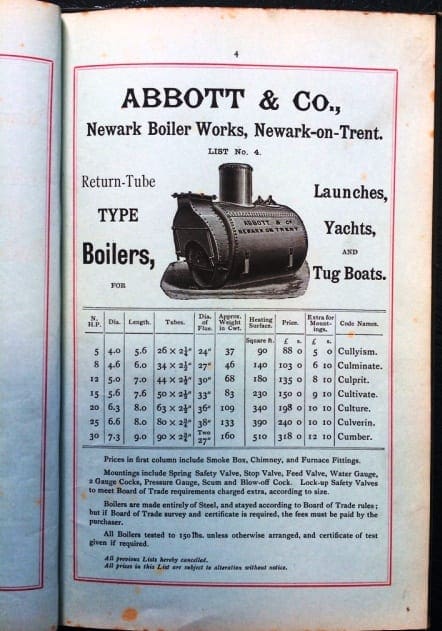 4
ABBOTT & Co.,
Newark Boiler Works, Newark-on-Trent.
LIST No. 4.
Return-Tube
TYPE
Boilers,
FOR
ABBOTT & Co
NEWARK ON TRENT
Launches,
Yachts,
AND
Tug Boats.
N. H.P. Dia. Length. Tubes. Dia. of Flue. Approx. Weight in Cwt. Heating Surface. Price. Extra for Mountings. Code Names.
Square ft. £ s. £ s.
5 4.0 5.6 26 × 2½" 24" 37 90 88 0 5 0 Cullyism.
8 4.6 6.0 34 × 2½" 27" 46 140 103 0 6 10 Culminate.
12 5.0 7.0 44 × 2½" 30" 68 180 135 0 8 10 Culprit.
15 5.6 7.6 50 × 2½" 33" 83 230 150 0 9 10 Cultivate.
20 6.3 8.0 63 × 2½" 36" 109 340 198 0 10 10 Culture.
25 6.6 8.0 80 × 2½" 38" 133 390 240 0 10 10 Culverin.
30 7.3 9.0 90 × 2½" Two 27" 160 510 318 0 12 10 Cumber.
Prices in first column include Smoke Box, Chimney, and Furnace Fittings.
Mountings include Spring Safety Valve, Stop Valve, Feed Valve, Water Gauge,
2 Gauge Cocks, Pressure Gauge, Scum and Blow-off Cock. Lock-up Safety Valves
to meet Board of Trade requirements charged extra, according to size.
Boilers are made entirely of Steel, and stayed according to Board of Trade rules;
but if Board of Trade survey and certificate is required, the fees must be paid by the
purchaser.
All Boilers tested to 150 lbs. unless otherwise arranged, and certificate of test
given if required.
All previous Lists hereby cancelled.
All prices in this List are subject to alteration without notice.